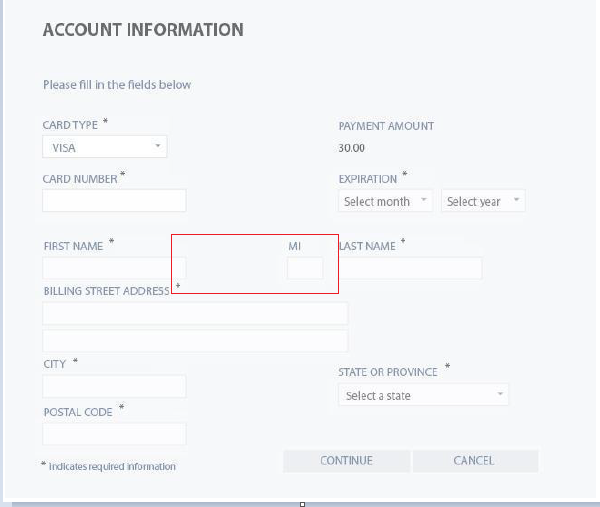 ACCOUNT INFORMATION
Please fill in the fields below
CARD TYPE * PAYMENT AMOUNT
VISA 30.00
CARD NUMBER * EXPIRATION *
Select month Select year
FIRST NAME * MI LAST NAME *
BILLING STREET ADDRESS *
CITY * STATE OR PROVINCE *
Select a state
POSTAL CODE *
* Indicates required information CONTINUE CANCEL